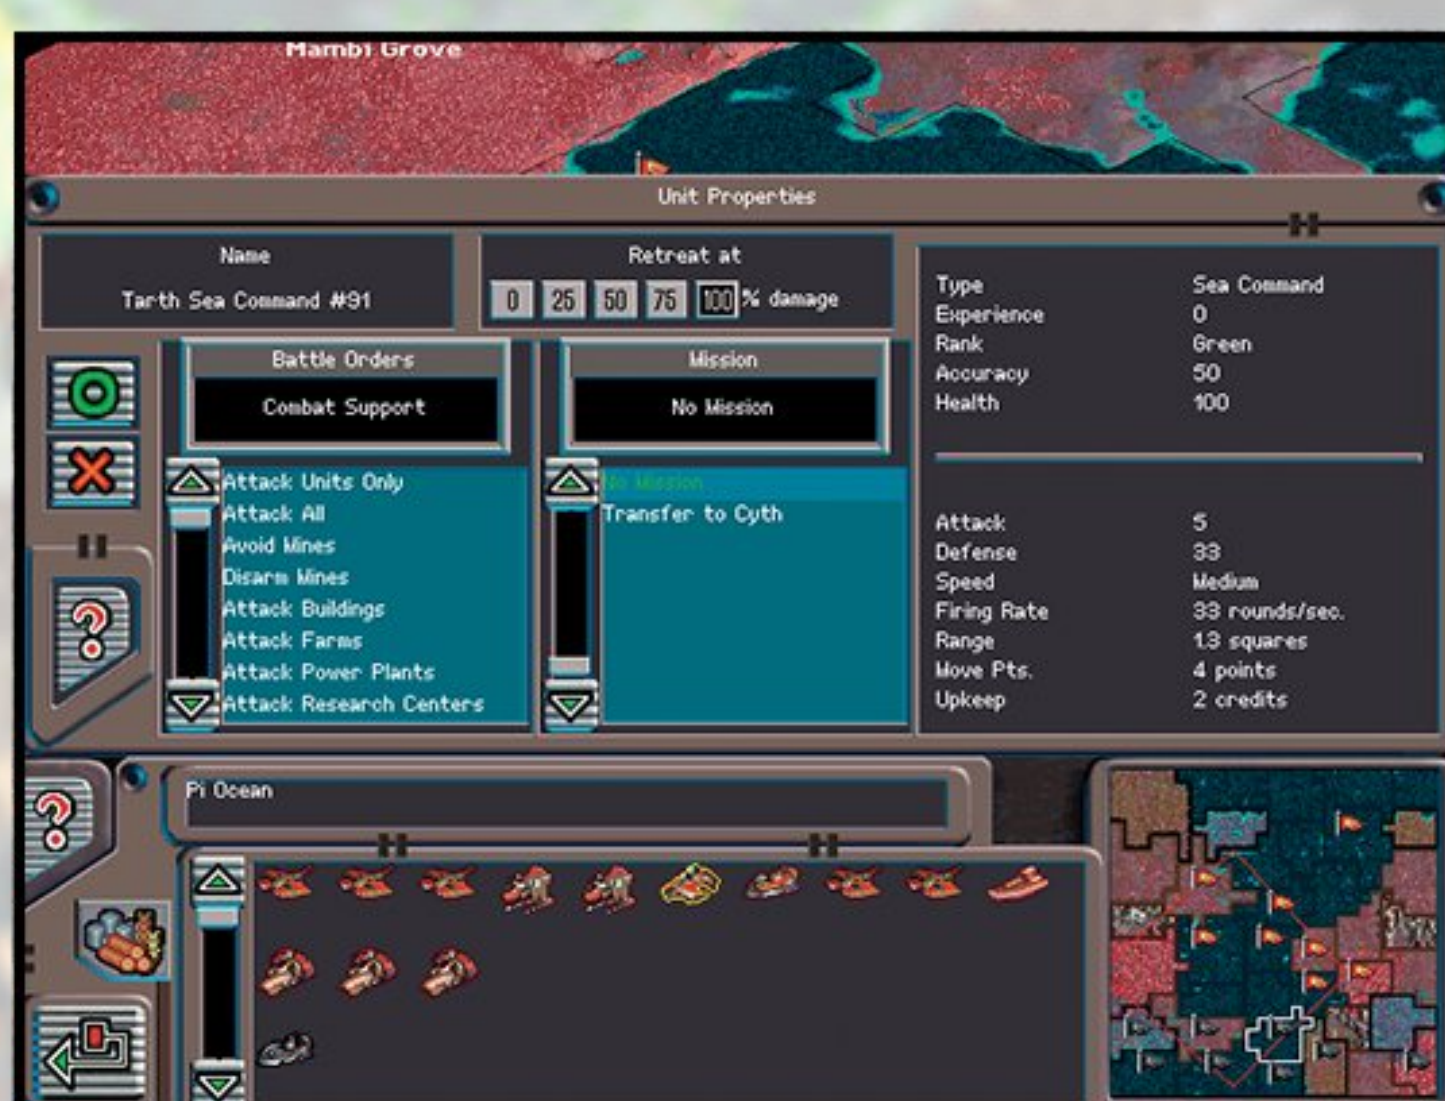 Mambi Grove
Unit Properties
Name
Tarth Sea Command #91
Retreat at
0 25 50 75 100 % damage
Battle Orders
Combat Support
Attack Units Only
Attack All
Avoid Mines
Disarm Mines
Attack Buildings
Attack Farms
Attack Power Plants
Attack Research Centers
Mission
No Mission
No Mission
Transfer to Cyth
Type Sea Command
Experience 0
Rank Green
Accuracy 50
Health 100
Attack 5
Defense 33
Speed Medium
Firing Rate 33 rounds/sec.
Range 13 squares
Move Pts. 4 points
Upkeep 2 credits
Pi Ocean